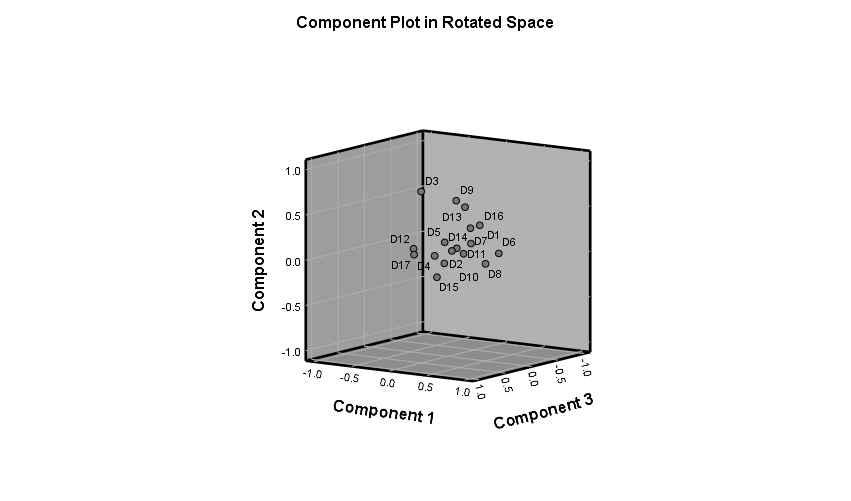 Component Plot in Rotated Space
D3
D9
D13
D16
D5
D14
D7
D1
D12
D6
D11
D17
D4
D2
D10
D8
D15
1.0
0.5
0.0
-0.5
-1.0
Component 2
-1.0
-0.5
0.0
0.5
1.0
Component 1
1.0
0.5
0.0
-0.5
-1.0
Component 3